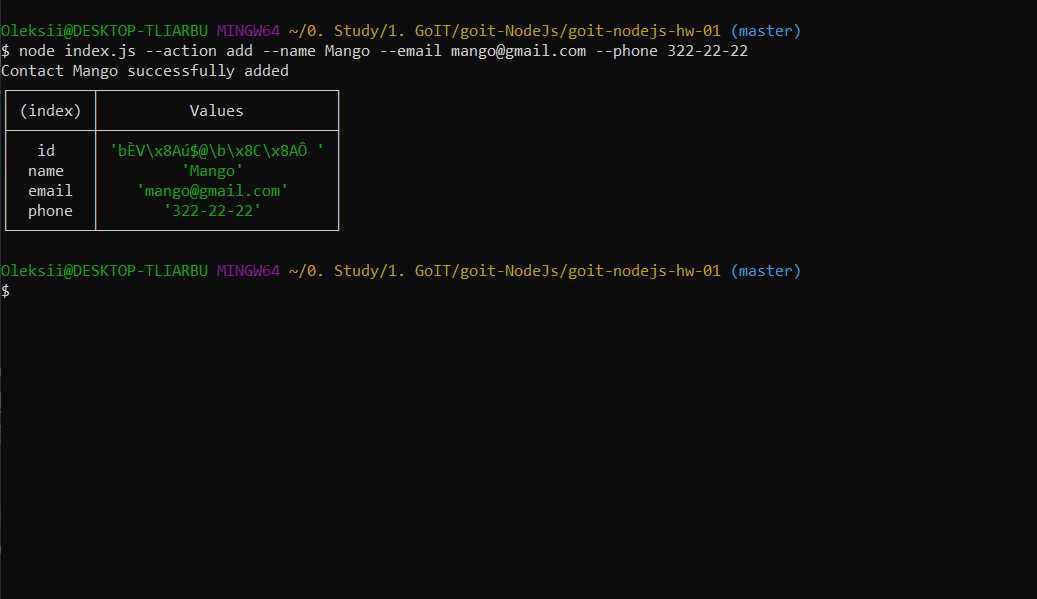 Oleksii@DESKTOP-TLIARBU MINGW64 ~/0. Study/1. GoIT/goit-NodeJs/goit-nodejs-hw-01 (master)
$ node index.js --action add --name Mango --email mango@gmail.com --phone 322-22-22
Contact Mango successfully added
(index) Values
id 'bÈV\x8Aú$@\b\x8C\x8AÔ '
name 'Mango'
email 'mango@gmail.com'
phone '322-22-22'
Oleksii@DESKTOP-TLIARBU MINGW64 ~/0. Study/1. GoIT/goit-NodeJs/goit-nodejs-hw-01 (master)
$